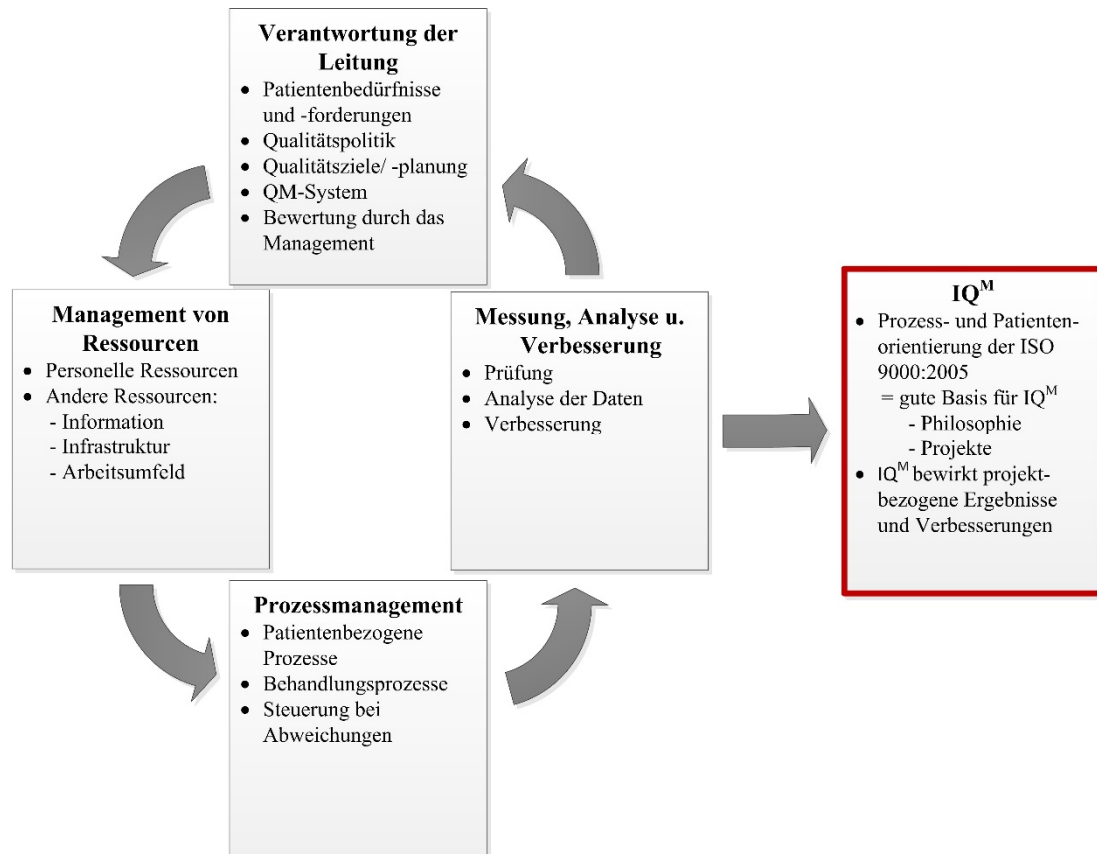 Verantwortung der
Leitung
• Patientenbedürfnisse
und -forderungen
• Qualitätspolitik
• Qualitätsziele/ -planung
• QM-System
• Bewertung durch das
Management
Management von
Ressourcen
• Personelle Ressourcen
• Andere Ressourcen:
- Information
- Infrastruktur
- Arbeitsumfeld
Prozessmanagement
• Patientenbezogene
Prozesse
• Behandlungsprozesse
• Steuerung bei
Abweichungen
Messung, Analyse u.
Verbesserung
• Prüfung
• Analyse der Daten
• Verbesserung
IQᴹ
• Prozess- und Patienten-
orientierung der ISO
9000:2005
= gute Basis für IQᴹ
- Philosophie
- Projekte
• IQᴹ bewirkt projekt-
bezogene Ergebnisse
und Verbesserungen